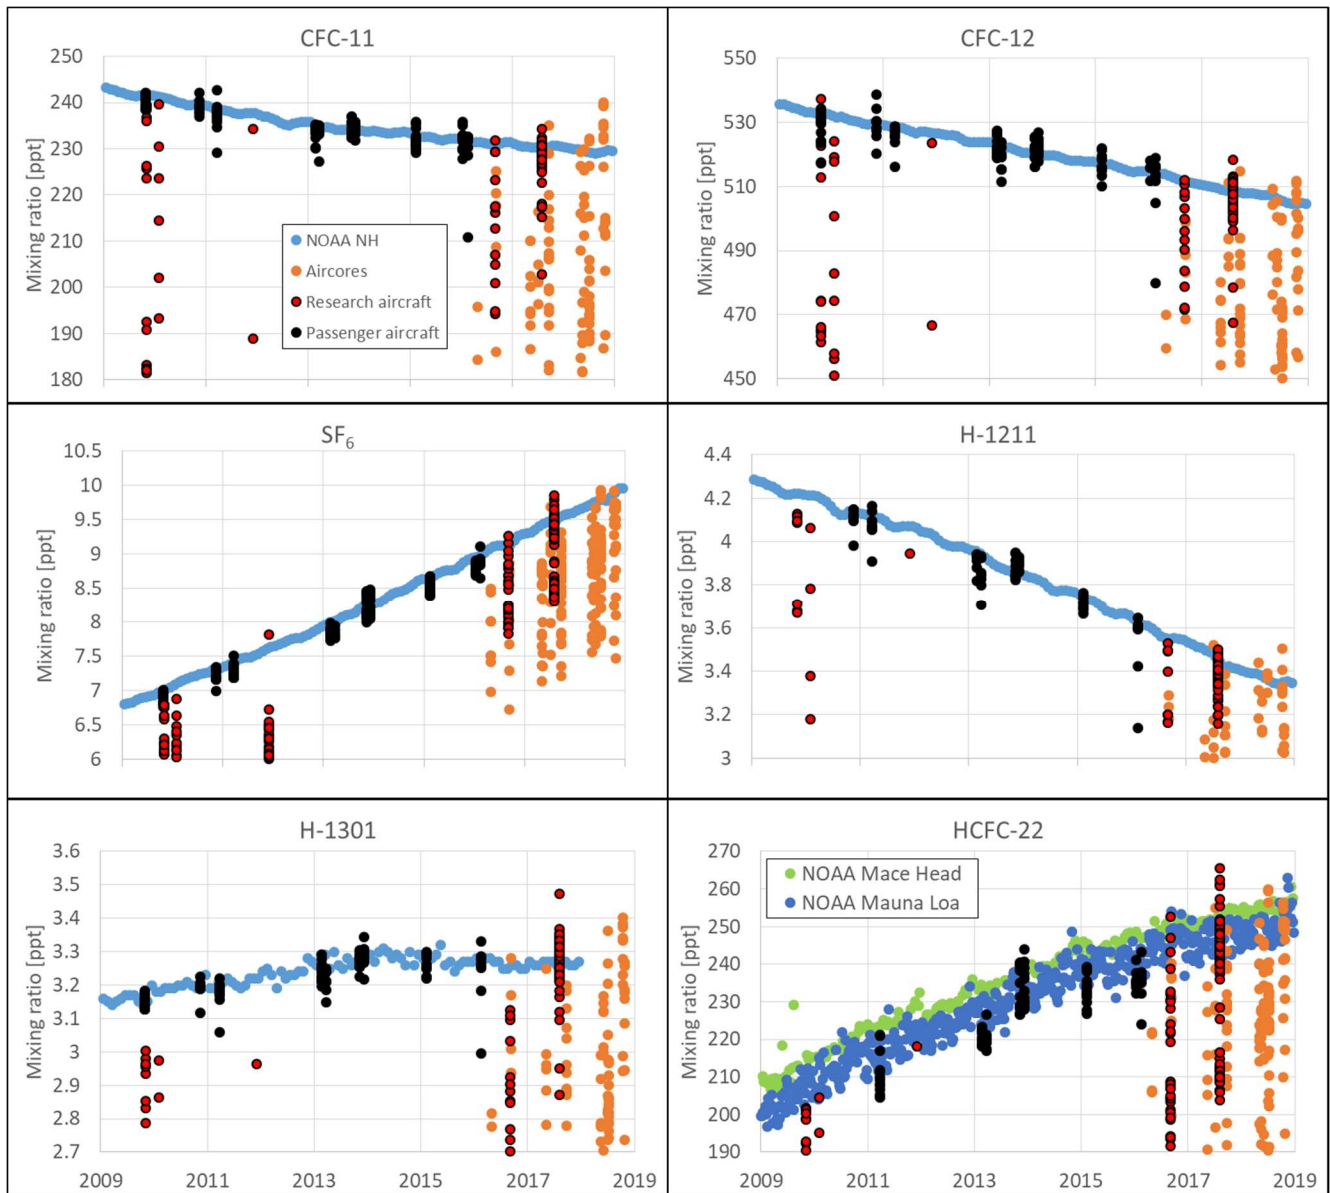 CFC-11
Mixing ratio [ppt]
250
240
230
220
210
200
190
180
NOAA NH
Aircores
Research aircraft
Passenger aircraft
CFC-12
Mixing ratio [ppt]
550
530
510
490
470
450
SF6
Mixing ratio [ppt]
10.5
10
9.5
9
8.5
8
7.5
7
6.5
6
H-1211
Mixing ratio [ppt]
4.4
4.2
4
3.8
3.6
3.4
3.2
3
H-1301
Mixing ratio [ppt]
3.6
3.5
3.4
3.3
3.2
3.1
3
2.9
2.8
2.7
2009 2011 2013 2015 2017 2019
HCFC-22
Mixing ratio [ppt]
270
260
250
240
230
220
210
200
190
NOAA Mace Head
NOAA Mauna Loa
2009 2011 2013 2015 2017 2019